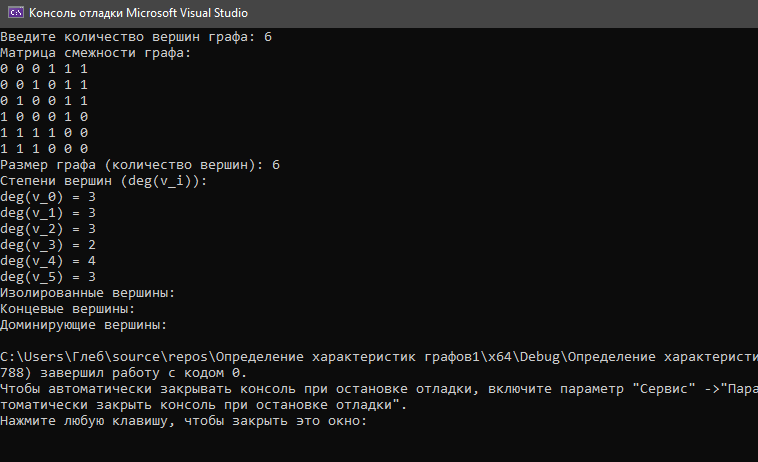 Консоль отладки Microsoft Visual Studio
Введите количество вершин графа: 6
Матрица смежности графа:
0 0 0 1 1 1
0 0 1 0 1 1
0 1 0 0 1 1
1 0 0 0 1 0
1 1 1 1 0 0
1 1 1 0 0 0
Размер графа (количество вершин): 6
Степени вершин (deg(v_i)):
deg(v_0) = 3
deg(v_1) = 3
deg(v_2) = 3
deg(v_3) = 2
deg(v_4) = 4
deg(v_5) = 3
Изолированные вершины:
Концевые вершины:
Доминирующие вершины:
C:\Users\Глеб\source\repos\Определение характеристик графов1\x64\Debug\Определение характеристи
788) завершил работу с кодом 0.
Чтобы автоматически закрывать консоль при остановке отладки, включите параметр "Сервис" ->"Пара
томатически закрыть консоль при остановке отладки".
Нажмите любую клавишу, чтобы закрыть это окно: